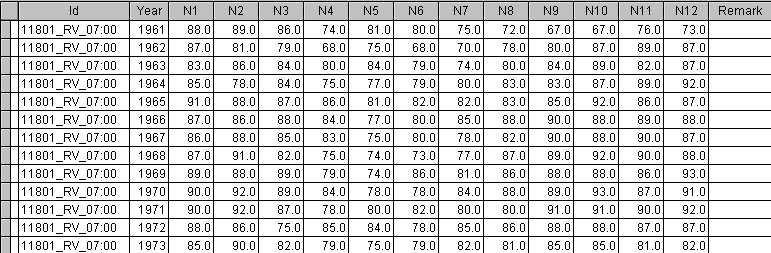 Id Year N1 N2 N3 N4 N5 N6 N7 N8 N9 N10 N11 N12 Remark
11801_RV_07:00 1961 88.0 89.0 86.0 74.0 81.0 80.0 75.0 72.0 67.0 67.0 76.0 73.0
11801_RV_07:00 1962 87.0 81.0 79.0 68.0 75.0 68.0 70.0 78.0 80.0 87.0 89.0 87.0
11801_RV_07:00 1963 83.0 86.0 84.0 80.0 84.0 79.0 74.0 80.0 84.0 89.0 82.0 87.0
11801_RV_07:00 1964 85.0 78.0 84.0 75.0 77.0 79.0 80.0 83.0 83.0 87.0 89.0 92.0
11801_RV_07:00 1965 91.0 88.0 87.0 86.0 81.0 82.0 82.0 83.0 85.0 92.0 86.0 87.0
11801_RV_07:00 1966 87.0 86.0 88.0 84.0 77.0 80.0 85.0 88.0 90.0 88.0 89.0 88.0
11801_RV_07:00 1967 86.0 88.0 85.0 83.0 75.0 80.0 78.0 82.0 90.0 88.0 90.0 87.0
11801_RV_07:00 1968 87.0 91.0 82.0 75.0 74.0 73.0 77.0 87.0 89.0 92.0 90.0 88.0
11801_RV_07:00 1969 89.0 88.0 89.0 79.0 74.0 86.0 81.0 86.0 88.0 88.0 86.0 93.0
11801_RV_07:00 1970 90.0 92.0 89.0 84.0 78.0 78.0 84.0 88.0 89.0 93.0 87.0 91.0
11801_RV_07:00 1971 90.0 92.0 87.0 78.0 80.0 82.0 80.0 80.0 91.0 91.0 90.0 92.0
11801_RV_07:00 1972 88.0 86.0 75.0 85.0 84.0 78.0 85.0 86.0 88.0 88.0 87.0 87.0
11801_RV_07:00 1973 85.0 90.0 82.0 79.0 75.0 79.0 82.0 81.0 85.0 85.0 81.0 82.0